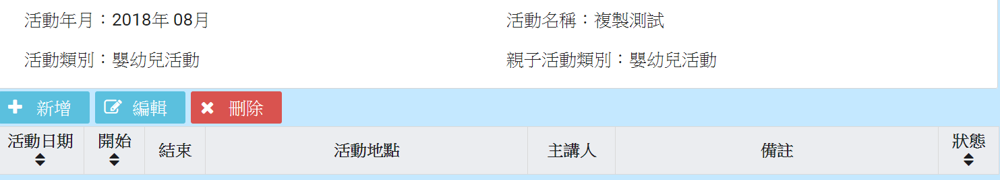 活動年月：2018年 08月
活動名稱：複製測試
活動類別：嬰幼兒活動
親子活動類別：嬰幼兒活動
新增
編輯
刪除
活動日期
開始
結束
活動地點
主講人
備註
狀態